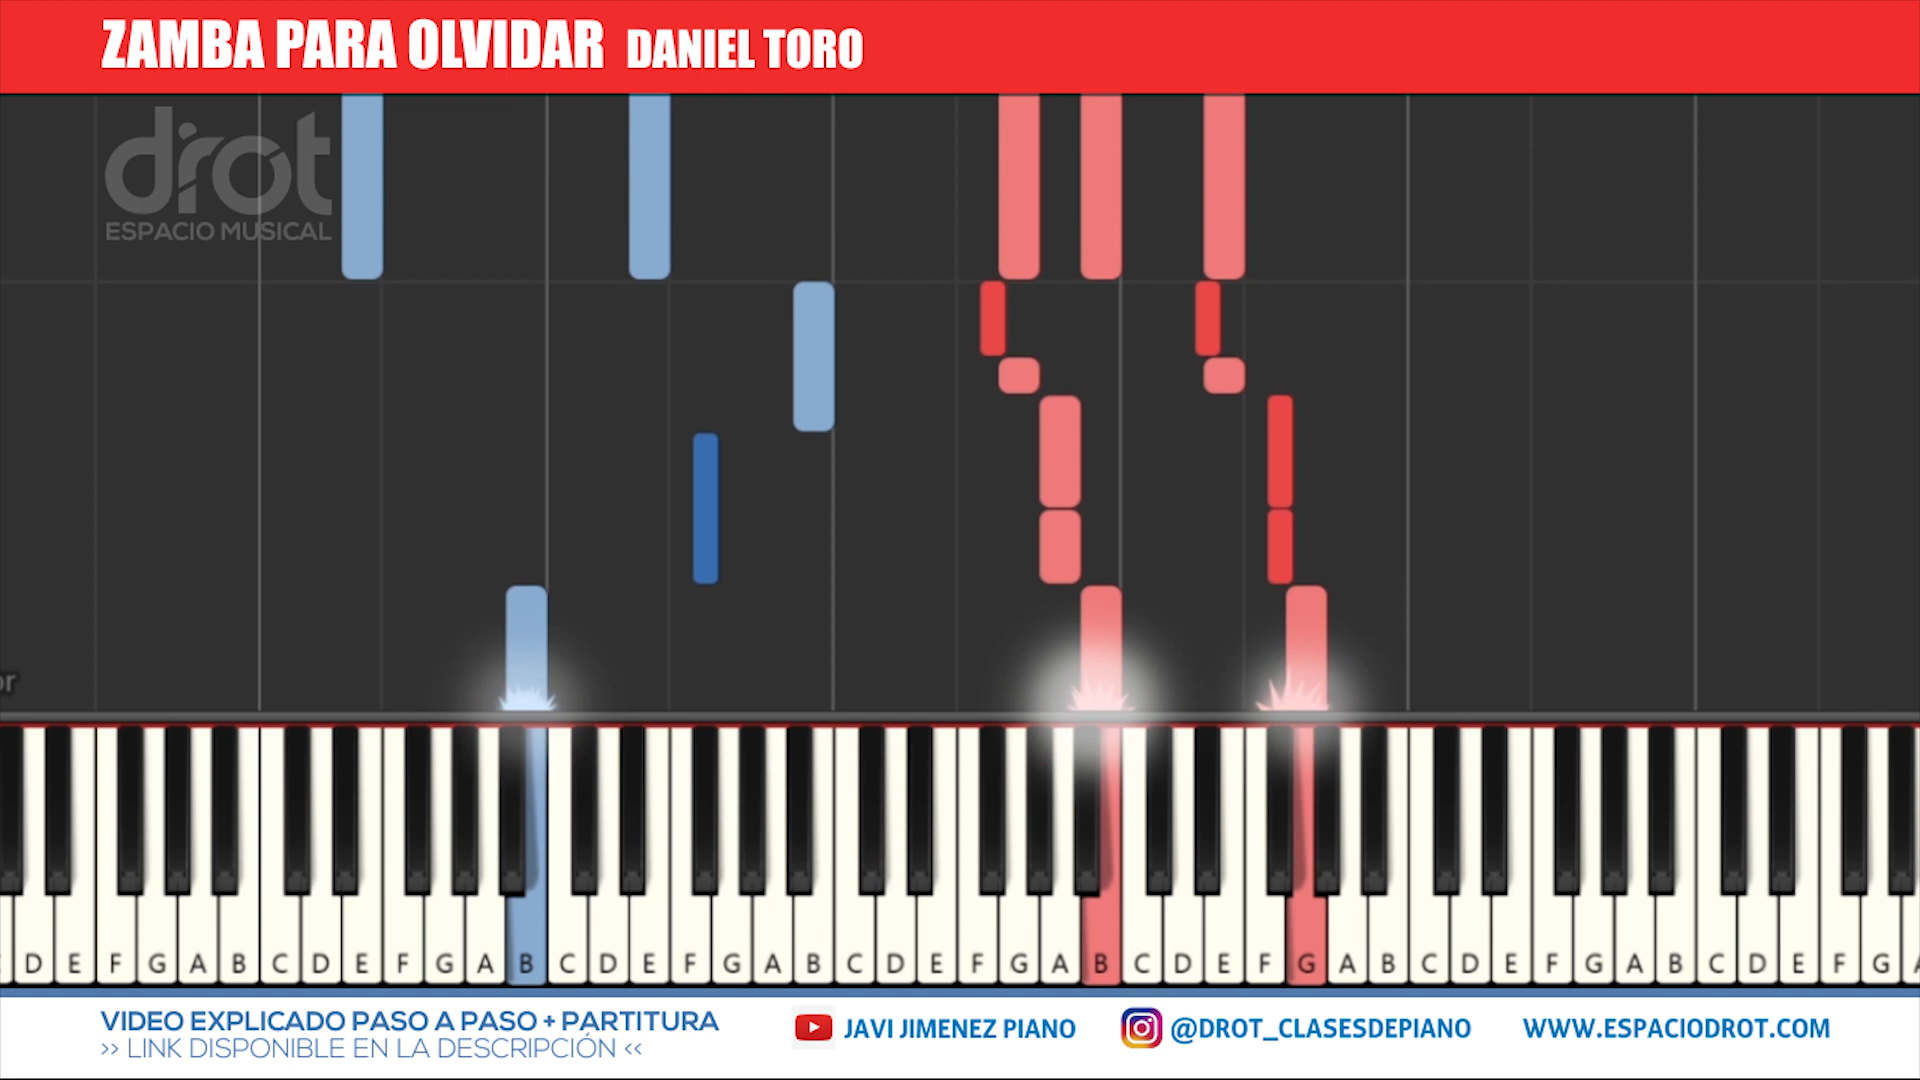 ZAMBA PARA OLVIDAR DANIEL TORO
drot
ESPACIO MUSICAL
or
D E F G A B C D E F G A B C D E F G A B C D E F G A B C D E F G A B C D E F G A B C D E F G
VIDEO EXPLICADO PASO A PASO + PARTITURA
>> LINK DISPONIBLE EN LA DESCRIPCIÓN <<
JAVI JIMENEZ PIANO
@DROT_CLASESDEPIANO
WWW.ESPACIODROT.COM